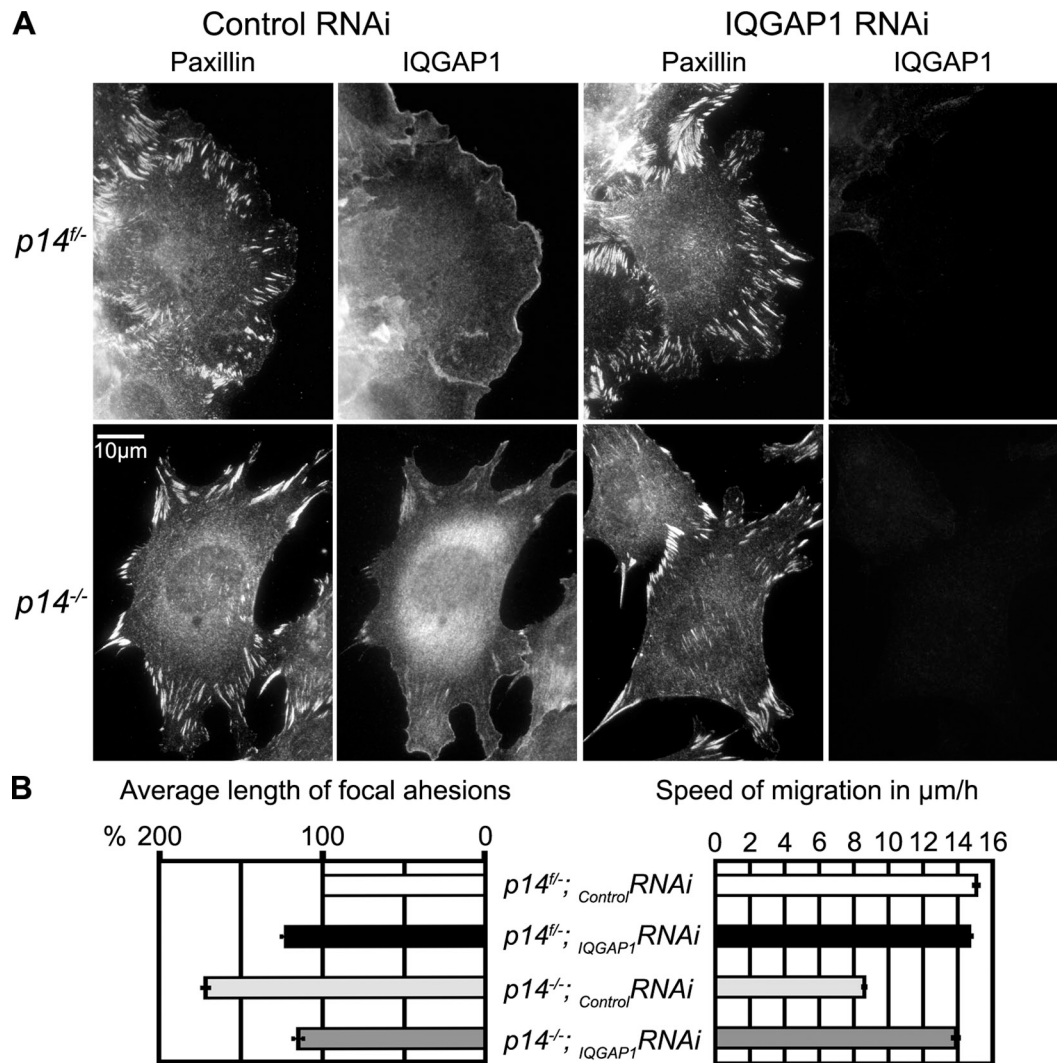 A
Control RNAi IQGAP1 RNAi
Paxillin IQGAP1 Paxillin IQGAP1
p14f/-
10µm
p14-/-
B
Average length of focal ahesions Speed of migration in µm/h
% 200 100 0 0 2 4 6 8 10 12 14 16
p14f/-; ControlRNAi
p14f/-; IQGAP1RNAi
p14-/-; ControlRNAi
p14-/-; IQGAP1RNAi